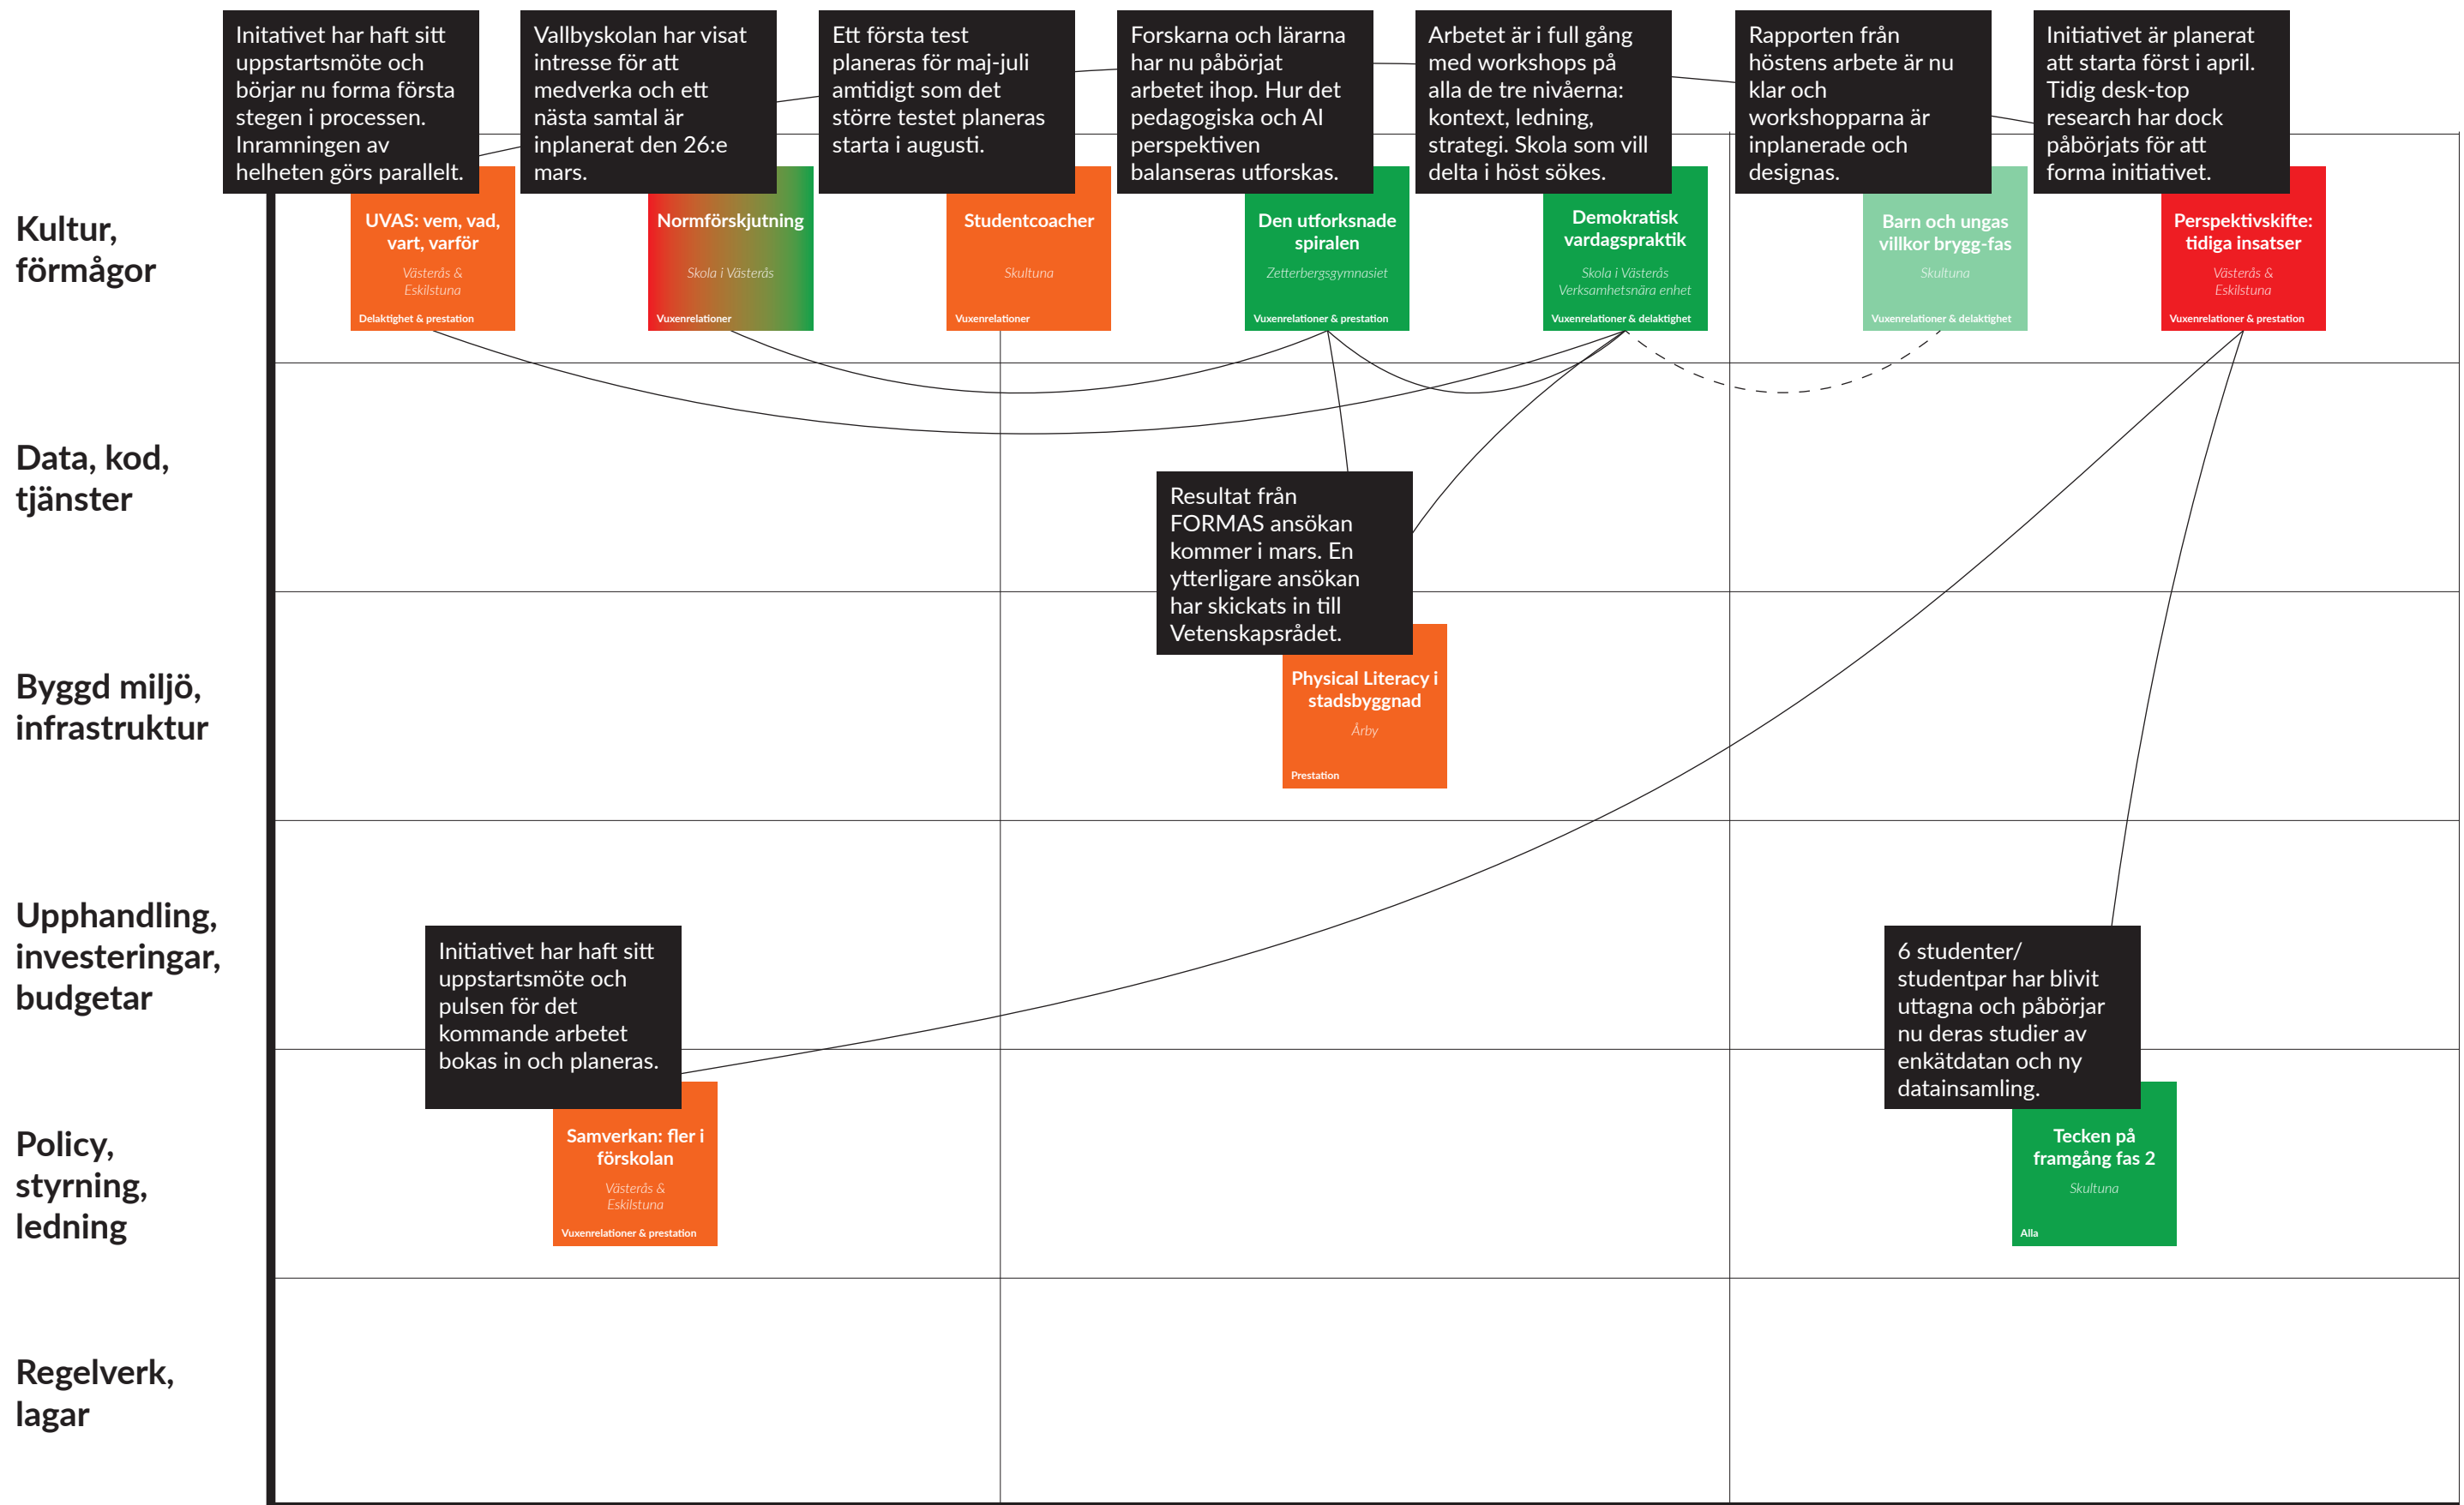 Initativet har haft sitt
uppstartsmöte och
börjar nu forma första
stegen i processen.
Inramningen av
helheten görs parallelt.
Vallbyskolan har visat
intresse för att
medverka och ett
nästa samtal är
inplanerat den 26:e
mars.
Ett första test
planeras för maj-juli
amtidigt som det
större testet planeras
starta i augusti.
Forskarna och lärarna
har nu påbörjat
arbetet ihop. Hur det
pedagogiska och AI
perspektiven
balanseras utforskas.
Arbetet är i full gång
med workshops på
alla de tre nivåerna:
kontext, ledning,
strategi. Skola som vill
delta i höst sökes.
Rapporten från
höstens arbete är nu
klar och
workshopparna är
inplanerade och
designas.
Initiativet är planerat
att starta först i april.
Tidig desk-top
research har dock
påbörjats för att
forma initiativet.
Kultur,
förmågor
UVAS: vem, vad,
vart, varför
Västerås &
Eskilstuna
Delaktighet & prestation
Normförskjutning
Skola i Västerås
Vuxenrelationer
Studentcoacher
Skultuna
Vuxenrelationer
Den utforksnade
spiralen
Zetterbergsgymnasiet
Vuxenrelationer & prestation
Demokratisk
vardagspraktik
Skola i Västerås
Verksamhetsnära enhet
Vuxenrelationer & delaktighet
Barn och ungas
villkor brygg-fas
Skultuna
Vuxenrelationer & delaktighet
Perspektivskifte:
tidiga insatser
Västerås &
Eskilstuna
Vuxenrelationer & prestation
Data, kod,
tjänster
Resultat från
FORMAS ansökan
kommer i mars. En
ytterligare ansökan
har skickats in till
Vetenskapsrådet.
Byggd miljö,
infrastruktur
Physical Literacy i
stadsbyggnad
Årby
Prestation
Upphandling,
investeringar,
budgetar
Initiativet har haft sitt
uppstartsmöte och
pulsen för det
kommande arbetet
bokas in och planeras.
6 studenter/
studentpar har blivit
uttagna och påbörjar
nu deras studier av
enkätdatan och ny
datainsamling.
Policy,
styrning,
ledning
Samverkan: fler i
förskolan
Västerås &
Eskilstuna
Vuxenrelationer & prestation
Tecken på
framgång fas 2
Skultuna
Alla
Regelverk,
lagar